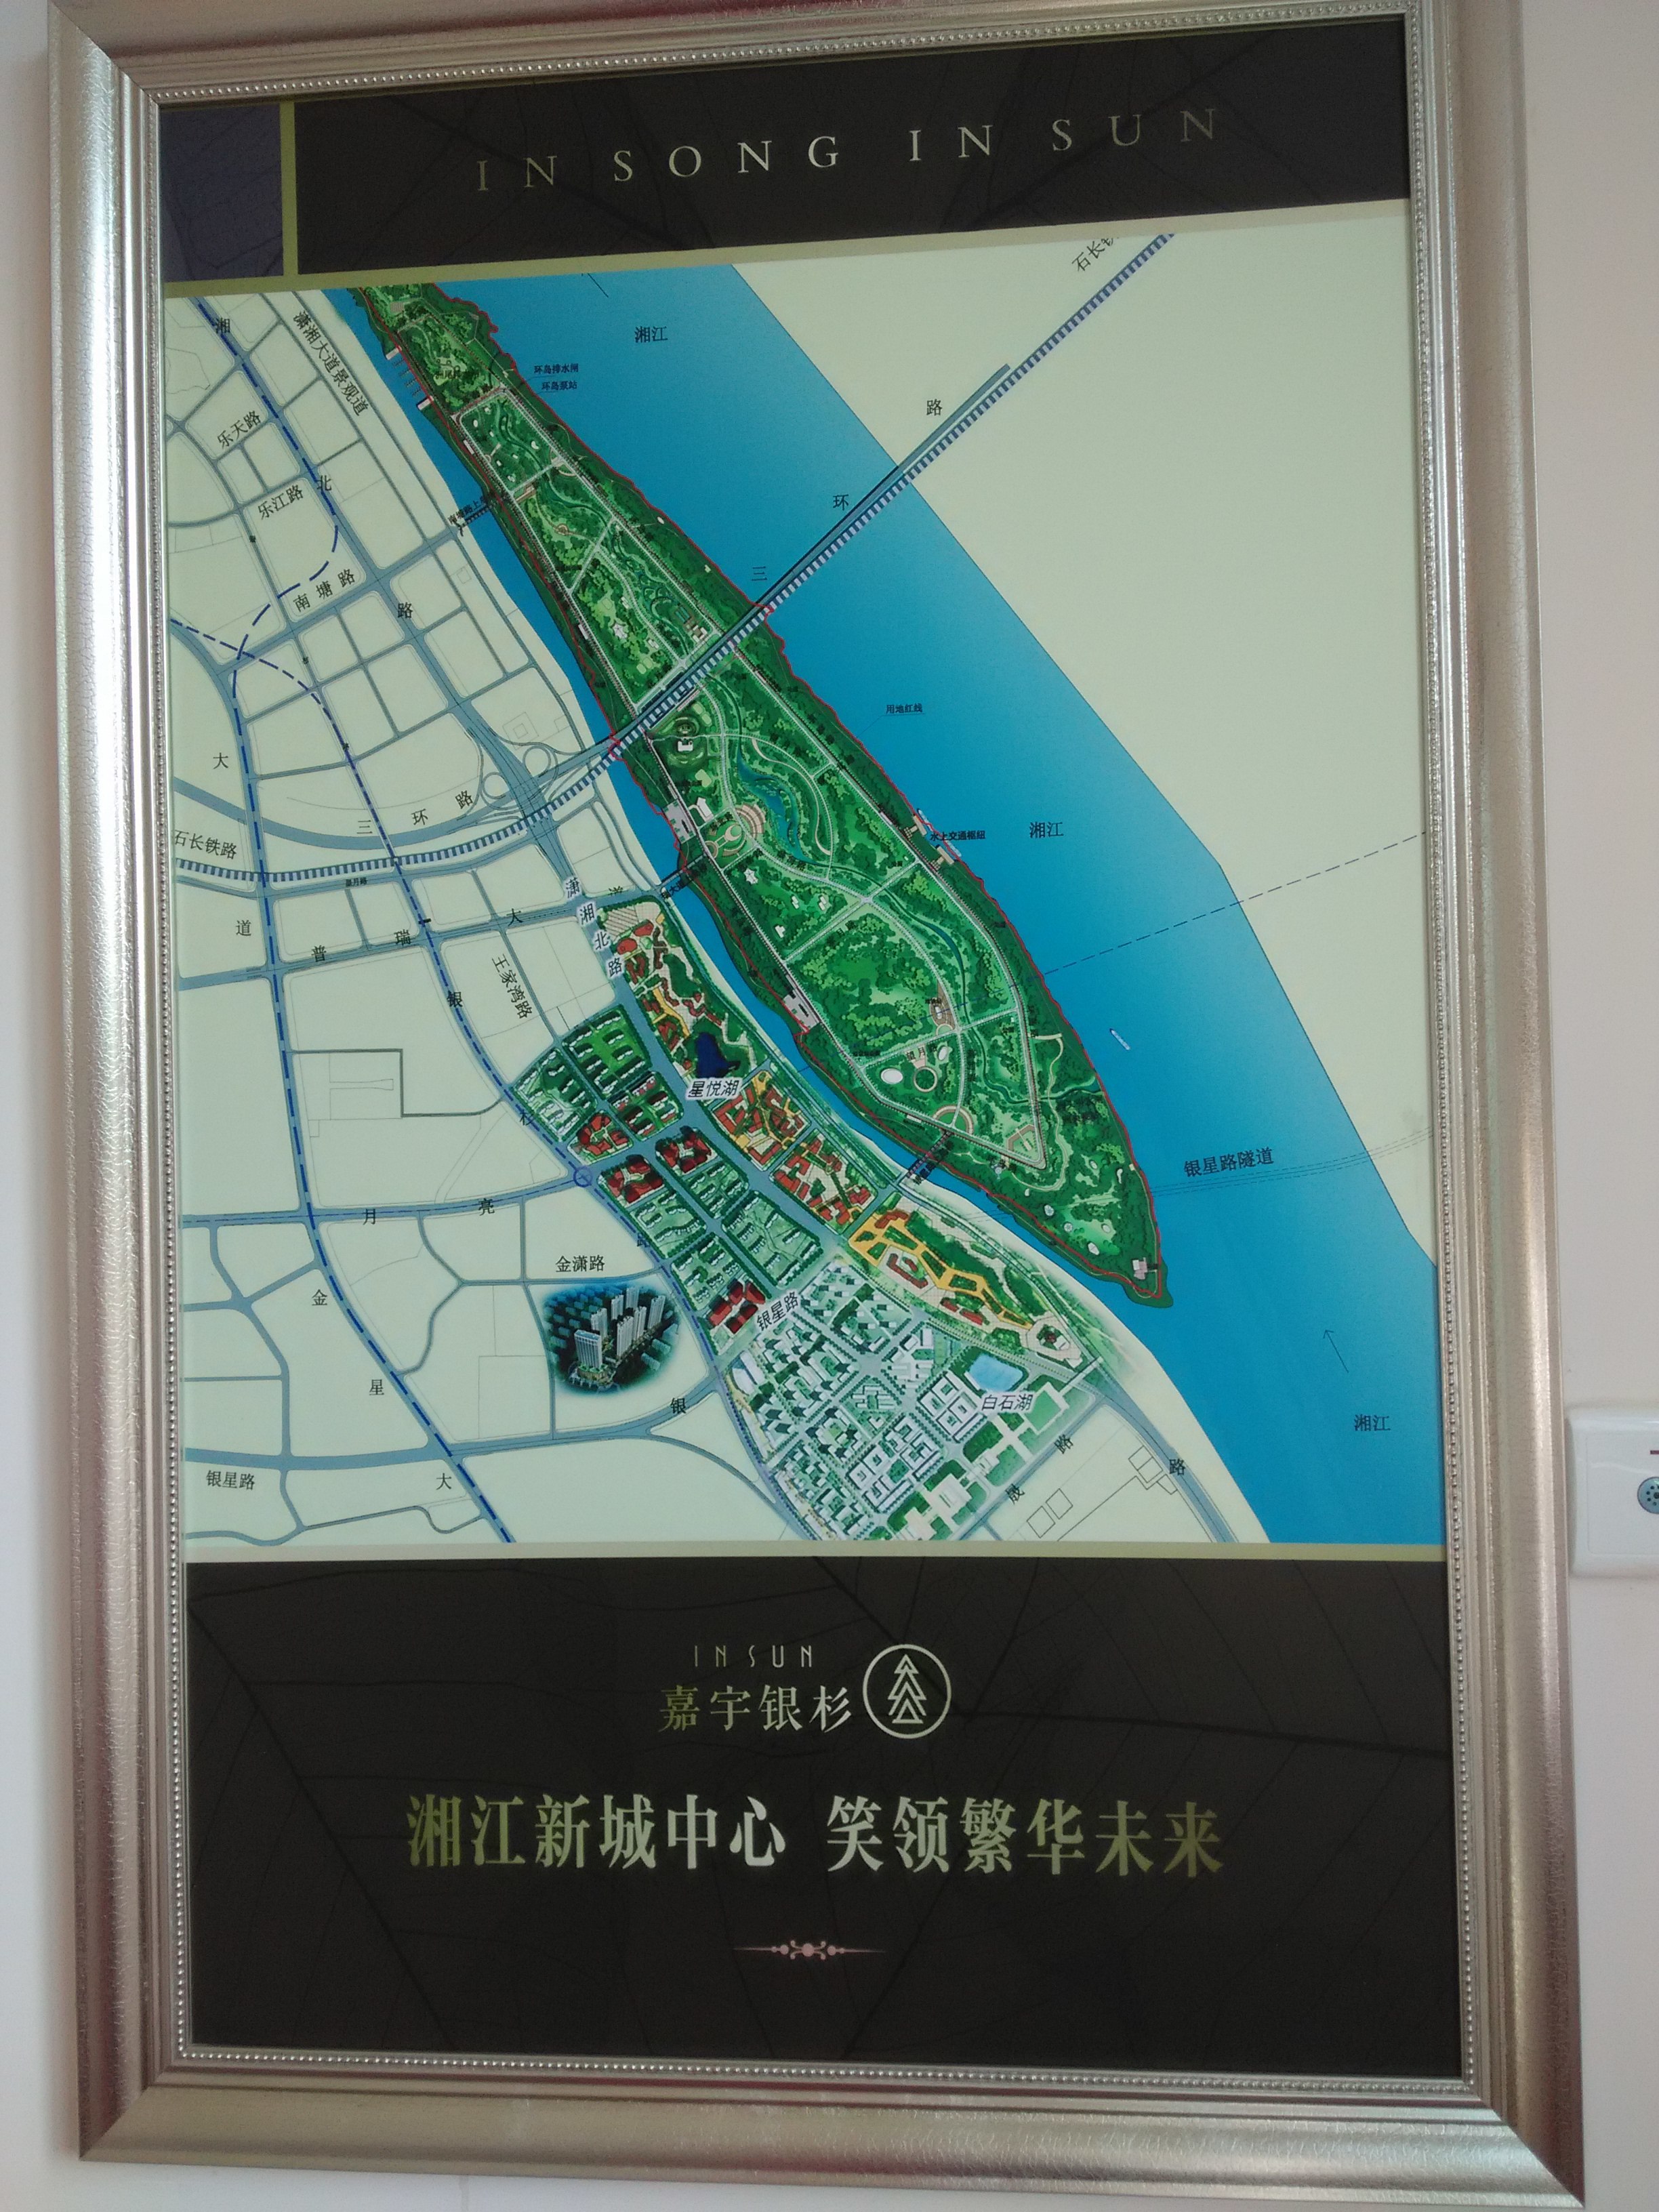 IN SONG IN SUN
石长铁
湘江
湘
潇湘大道景观道
环岛排水闸
环岛泵站
路
乐天路
北
乐江路
环
三
南塘路
路
用地红线
大
三环路
水上交通枢纽
湘江
石长铁路
道
普瑞大
潇湘北路
王家湾路
银
星悦湖
杉
银星路隧道
月亮
金潇路
金
银星路
星
银
白石湖
湘江
银星路
大
晟路
路
INSUN
嘉宇银杉
湘江新城中心 笑领繁华未来